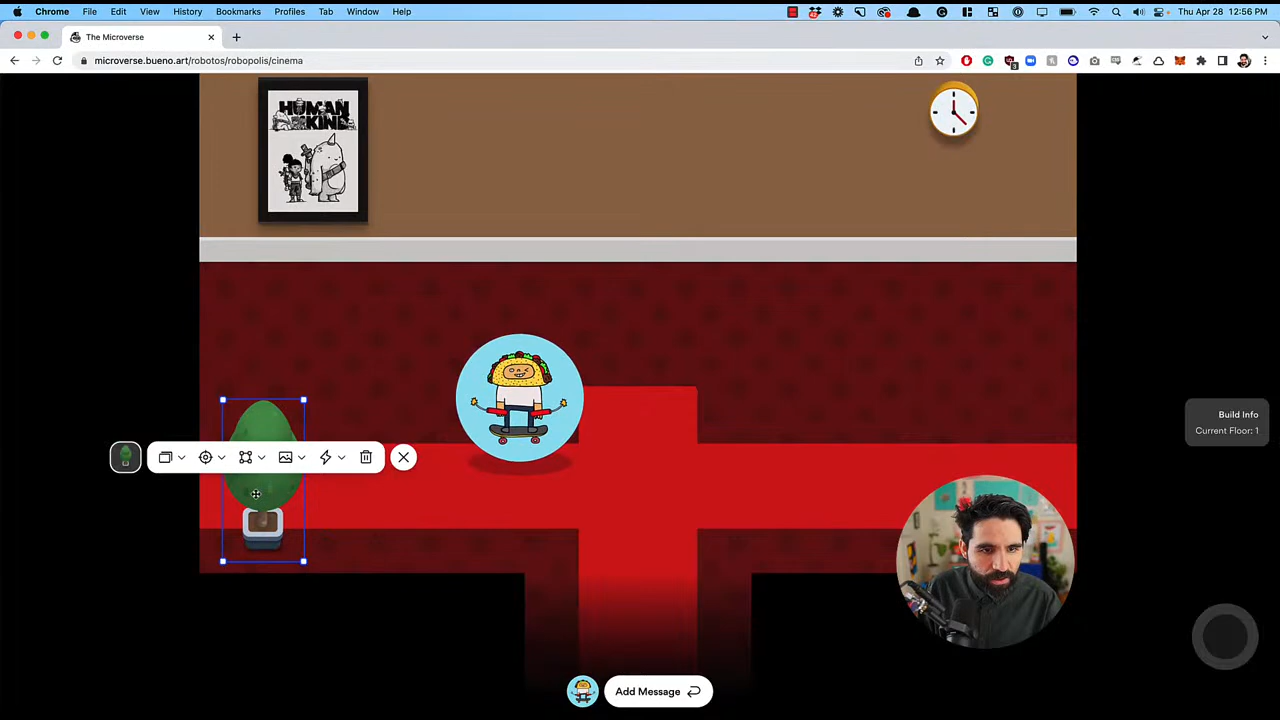 Chrome File Edit View History Bookmarks Profiles Tab Window Help
Thu Apr 28 12:56 PM
The Microverse
microverse.bueno.art/robotos/robopolis/cinema
HUMAN
KIND
Build Info
Current Floor: 1
Add Message